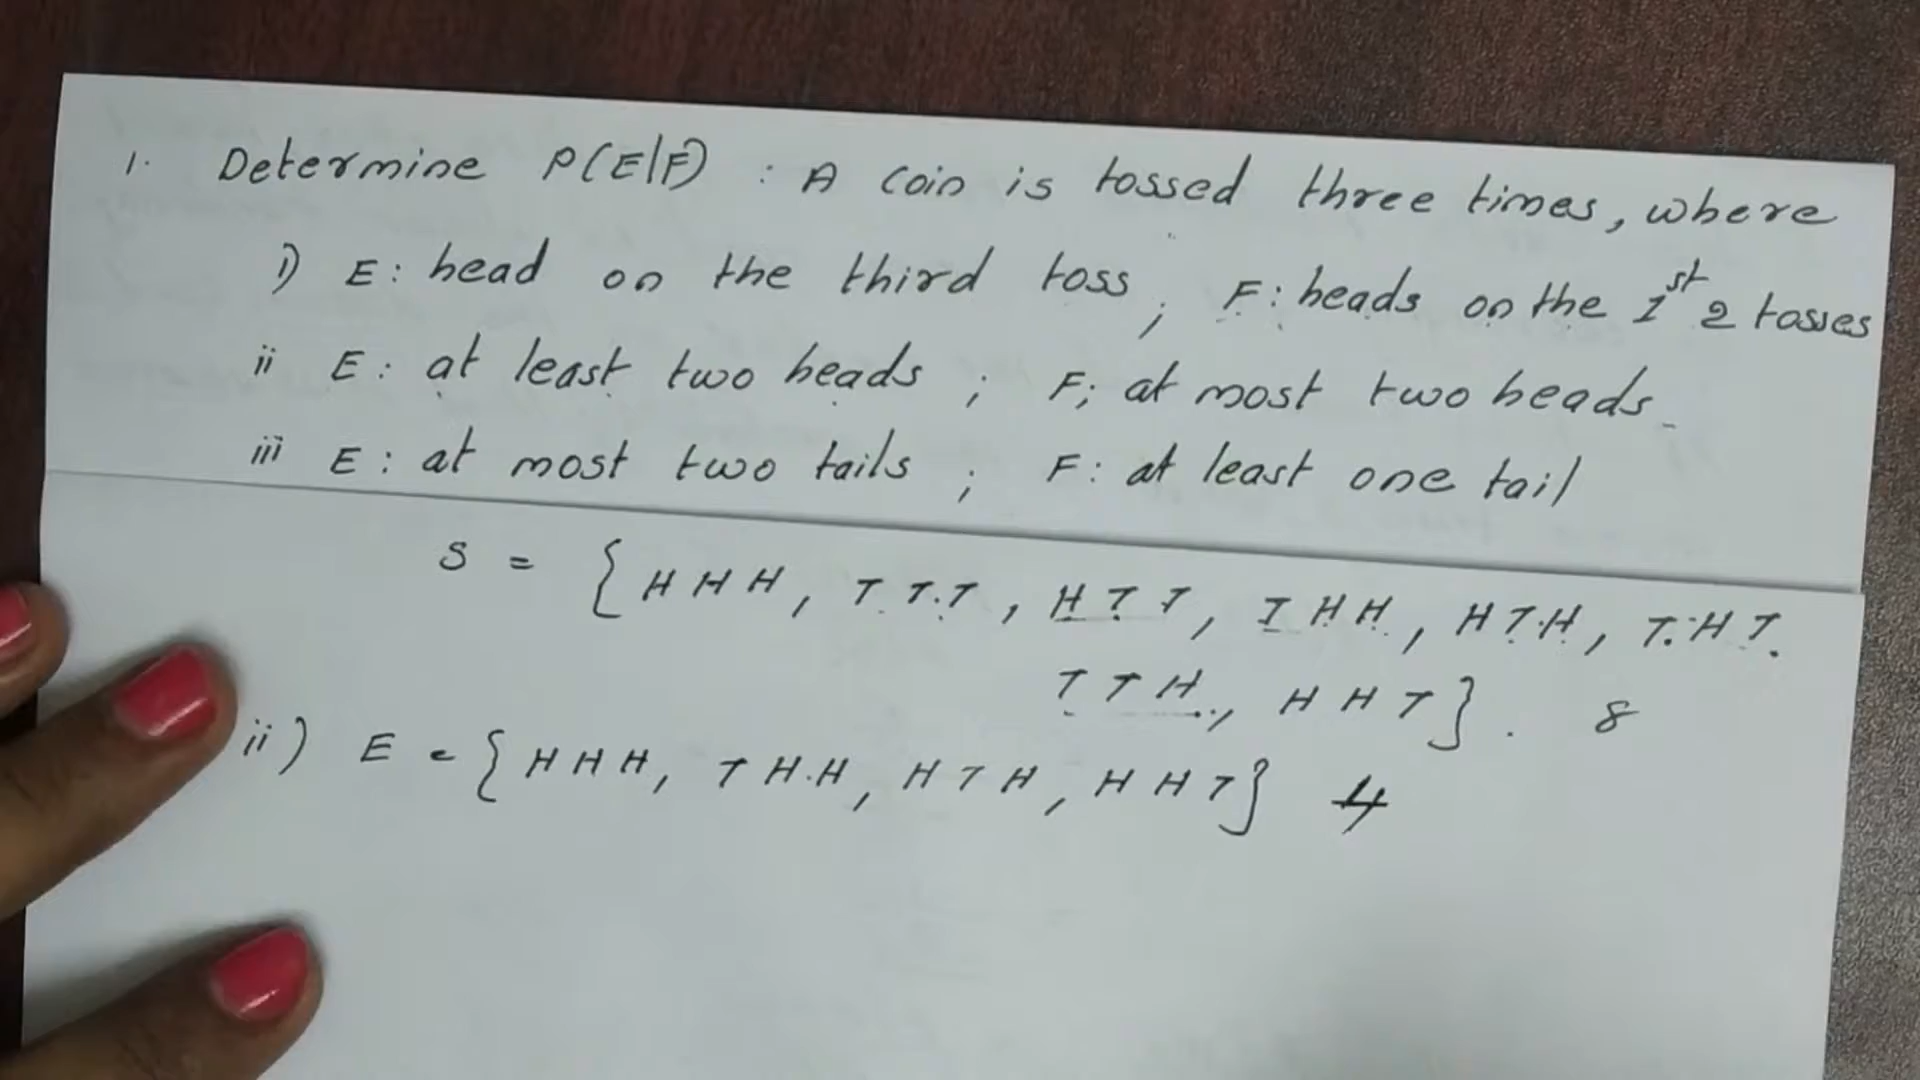 1. Determine P(E|F) : A coin is tossed three times, where
i) E: head on the third toss ; F: heads on the 1st 2 tosses
ii E: at least two heads ; F; at most two heads
iii E: at most two tails ; F: at least one tail
S = {HHH, TTT, HTT, THH, HTH, THT.
TTH, HHT}. 8
ii) E = {HHH, THH, HTH, HHT} 4